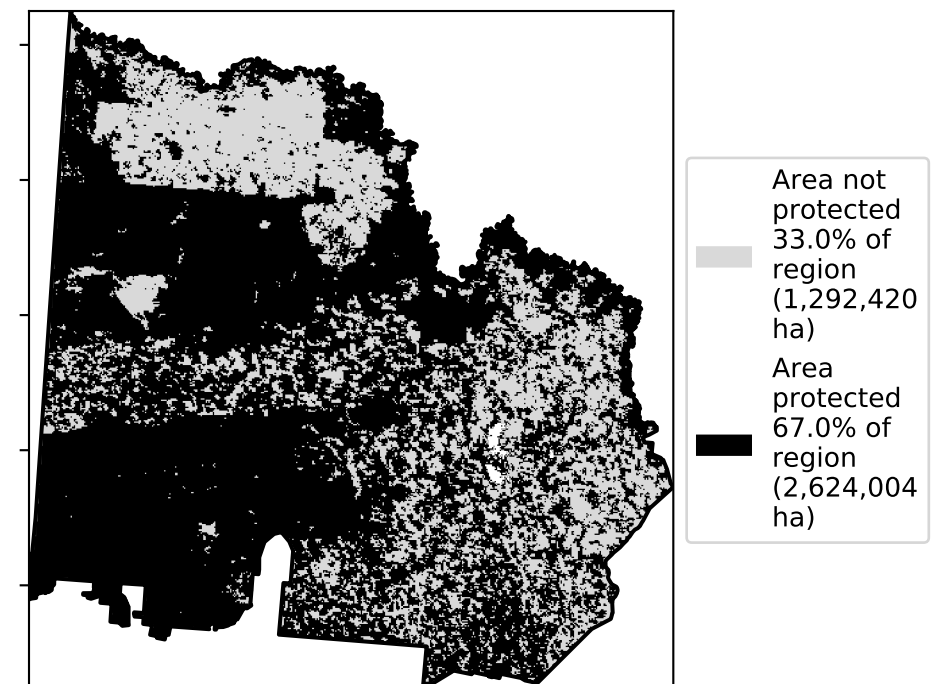 Area not
protected
33.0% of
region
(1,292,420
ha)
Area
protected
67.0% of
region
(2,624,004
ha)